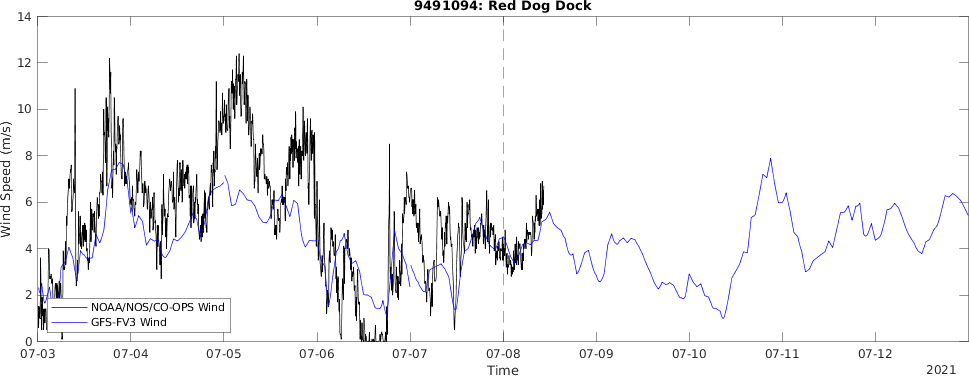 9491094: Red Dog Dock
14
12
10
8
6
4
2
0
Wind Speed (m/s)
NOAA/NOS/CO-OPS Wind
GFS-FV3 Wind
07-03 07-04 07-05 07-06 07-07 07-08 07-09 07-10 07-11 07-12
Time
2021